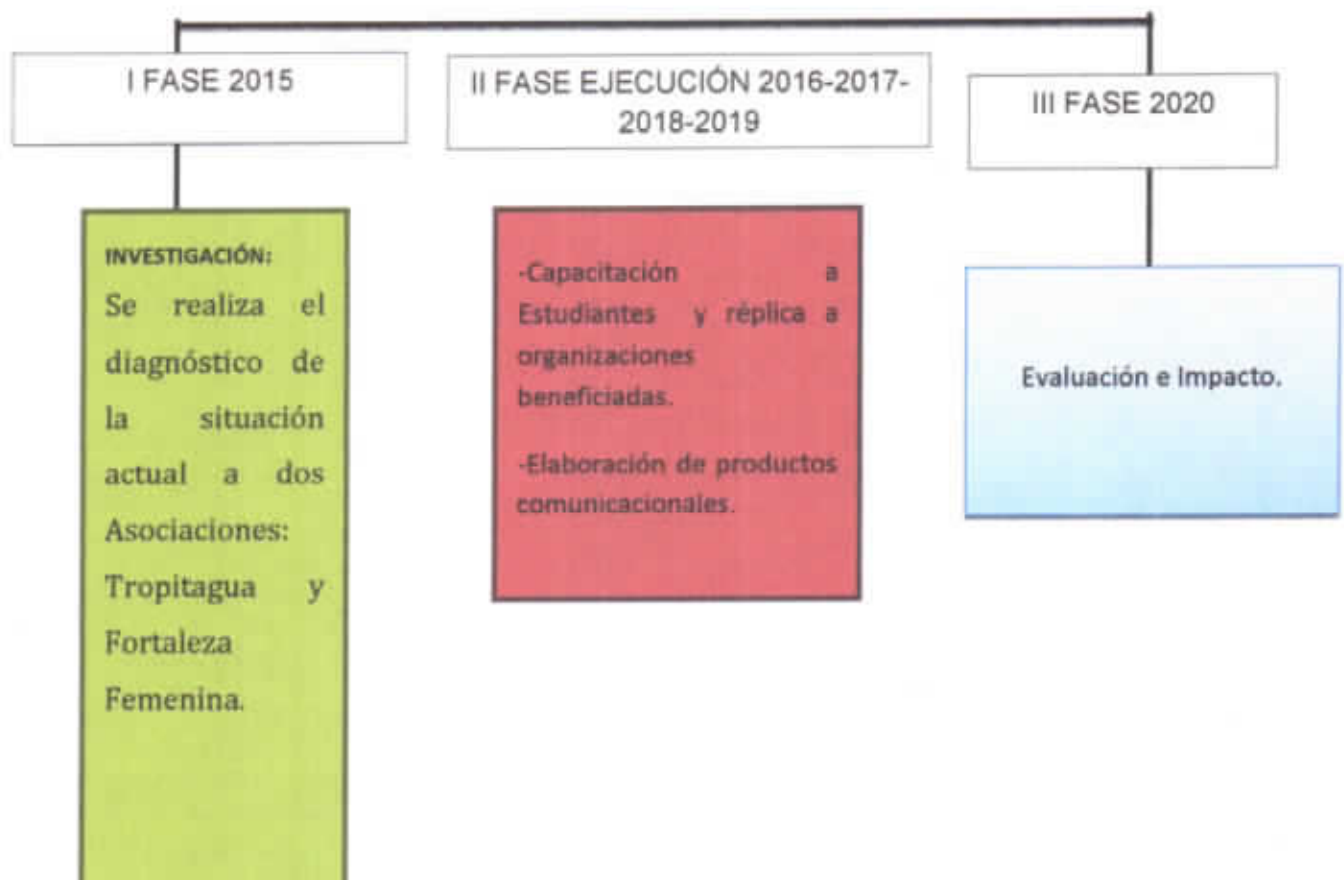 I FASE 2015
II FASE EJECUCIÓN 2016-2017-
2018-2019
III FASE 2020
INVESTIGACIÓN:
Se realiza el
diagnóstico de
la situación
actual a dos
Asociaciones:
Tropitagua y
Fortaleza
Femenina.
-Capacitación a
Estudiantes y réplica a
organizaciones
beneficiadas.
-Elaboración de productos
comunicacionales.
Evaluación e Impacto.